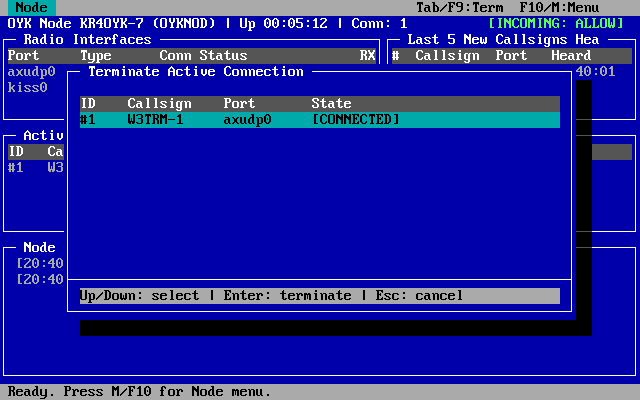 Node Tab/F9:Term F10/M:Menu
OYK Node KR4OYK-7 (OYKNOD) | Up 00:05:12 | Conn: 1 [INCOMING: ALLOW]
Radio Interfaces Last 5 New Callsigns Hea
Port Type Conn Status RX # Callsign Port Heard
axudp0 40:01
kiss0
Terminate Active Connection
ID Callsign Port State
#1 W3TRM-1 axudp0 [CONNECTED]
Activ
ID Ca
#1 W3
Node
[20:40
[20:40
Up/Down: select | Enter: terminate | Esc: cancel
Ready. Press M/F10 for Node menu.